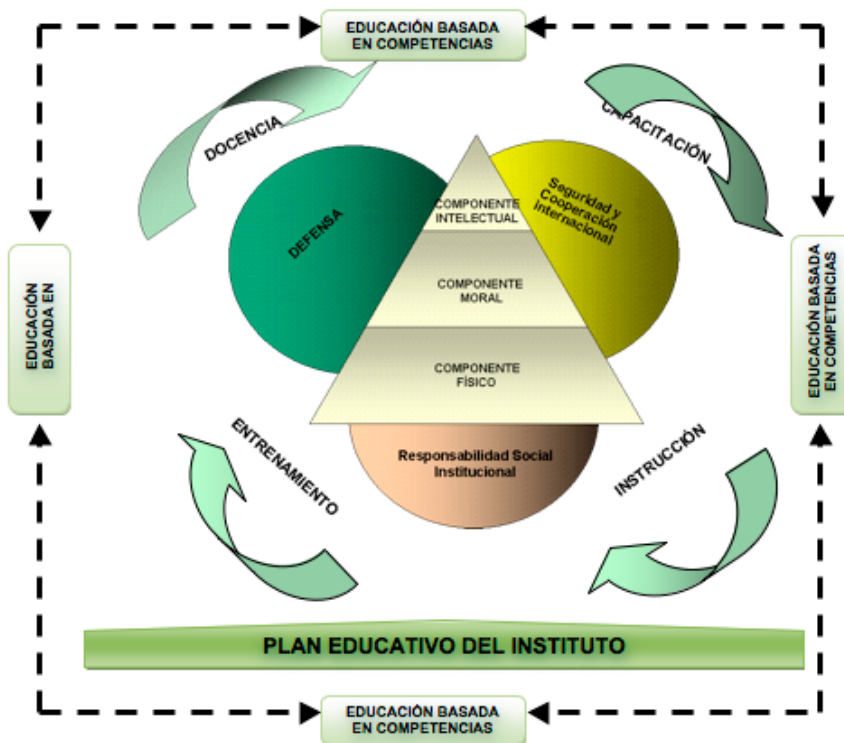 EDUCACIÓN BASADA
EN COMPETENCIAS
DOCENCIA
CAPACITACIÓN
DEFENSA
COMPONENTE
INTELECTUAL
Seguridad y
Cooperación
Internacional
COMPONENTE
MORAL
EDUCACIÓN
BASADA EN
EDUCACIÓN BASADA
EN COMPETENCIAS
COMPONENTE
FÍSICO
ENTRENAMIENTO
Responsabilidad Social
Institucional
INSTRUCCIÓN
PLAN EDUCATIVO DEL INSTITUTO
EDUCACIÓN BASADA
EN COMPETENCIAS